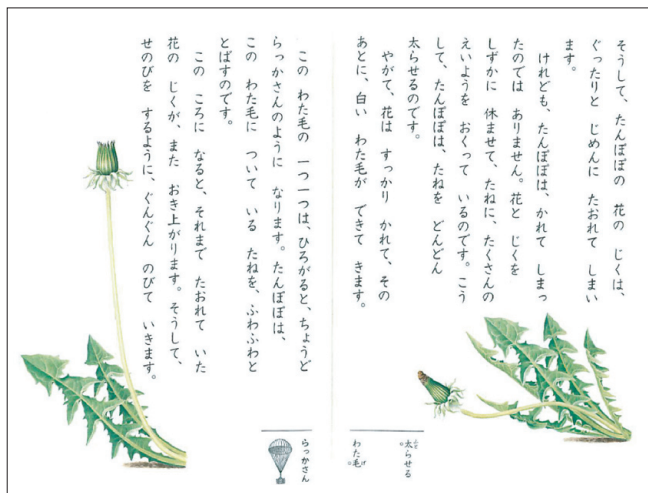 そうして、たんぽぽの 花の じくは、
ぐったりと じめんに たおれて しまい
ます。
けれども、たんぽぽは、かれて しまっ
たのでは ありません。花と じくを
しずかに 休ませて、たねに、たくさんの
えいようを おくって いるのです。こう
して、たんぽぽは、たねを どんどん
太らせるのです。
やがて、花は すっかり かれて、その
あとに、白い わた毛が できて きます。
太らせる
ふと
わた毛
げ
この わた毛の 一つ一つは、ひろがると、ちょうど
らっかさんのように なります。たんぽぽは、
この わた毛に ついて いる たねを、ふわふわと
とばすのです。
この ころに なると、それまで たおれて いた
花の じくが、また おき上がります。そうして、
せのびを するように、ぐんぐん のびて いきます。
らっかさん